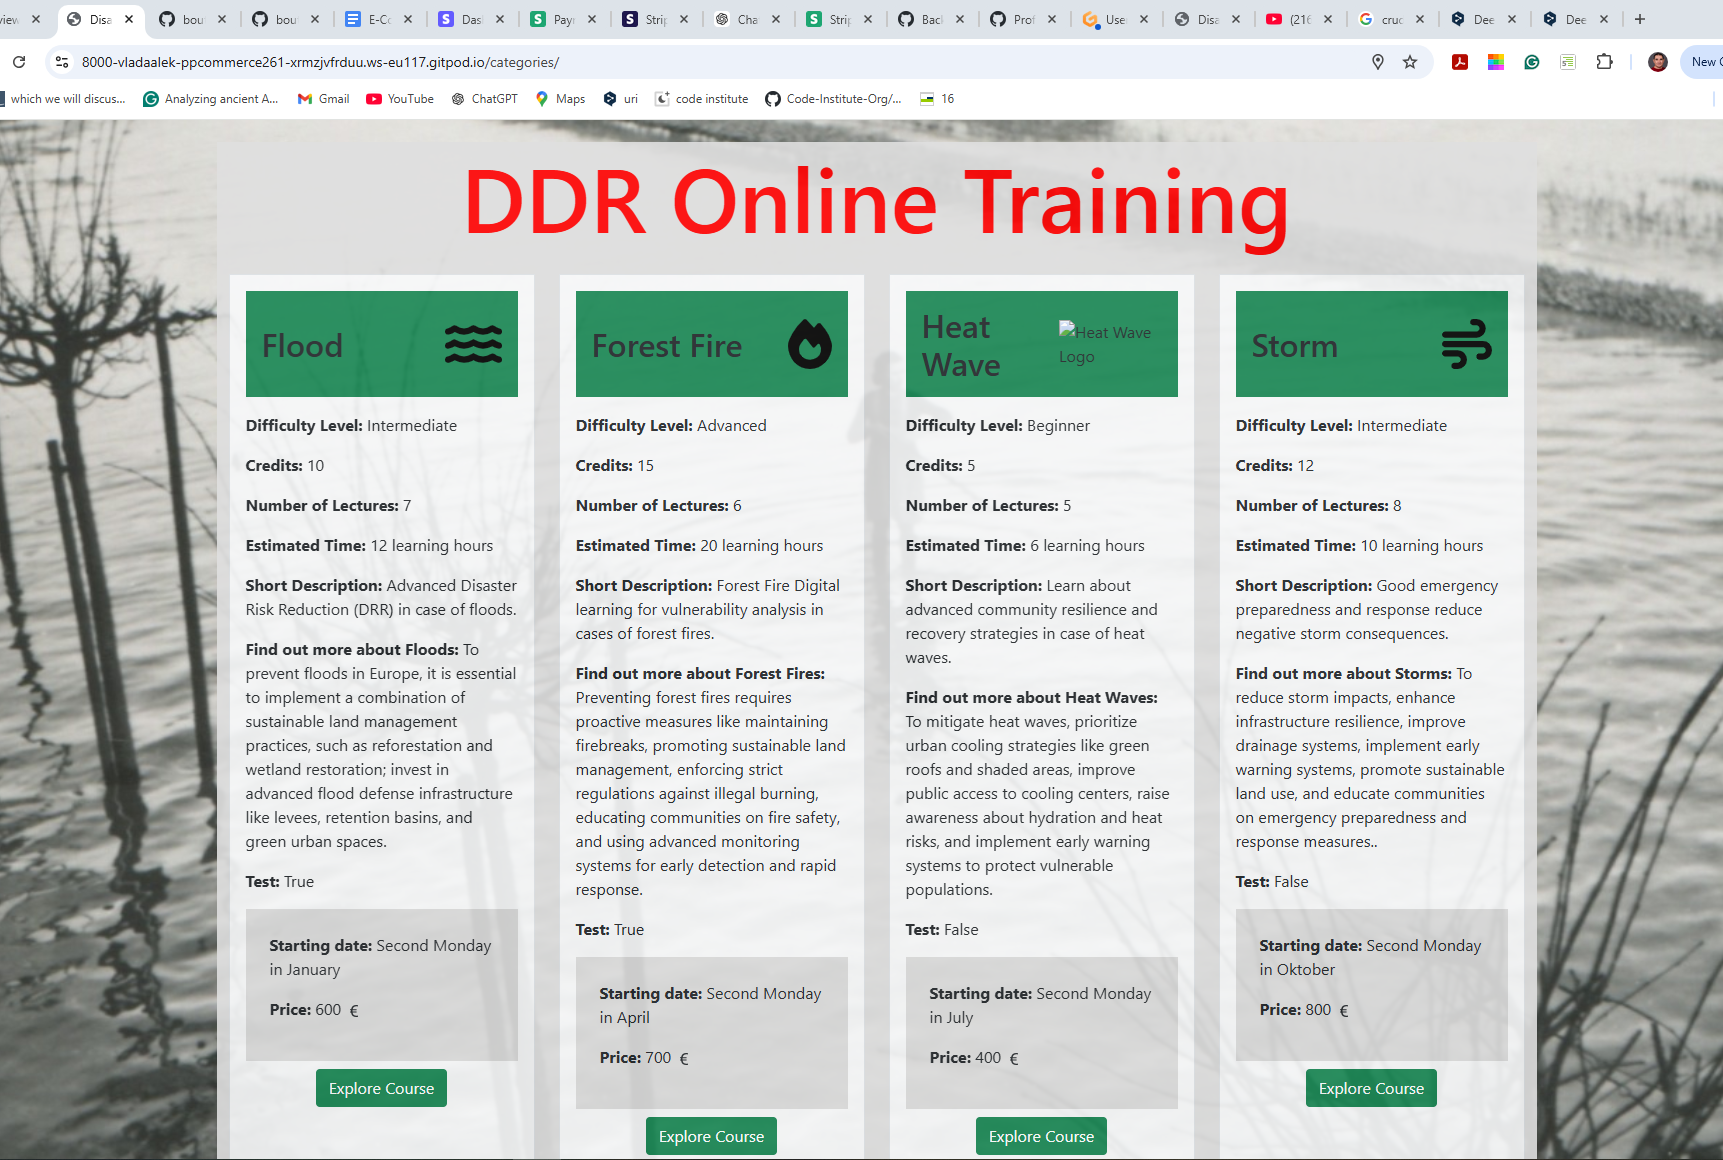 view
Disa
bou
bou
E-Co
Das
Payr
Strip
Cha
Strip
Bac
Prof
Use
Disa
(216
cruc
Dee
Dee
8000-vladaalek-ppcommerce261-xrmzjvfrduu.ws-eu117.gitpod.io/categories/
New C
which we will discus...
Analyzing ancient A...
Gmail
YouTube
ChatGPT
Maps
uri
code institute
Code-Institute-Org/...
16
DDR Online Training
Flood
Difficulty Level: Intermediate
Credits: 10
Number of Lectures: 7
Estimated Time: 12 learning hours
Short Description: Advanced Disaster
Risk Reduction (DRR) in case of floods.
Find out more about Floods: To
prevent floods in Europe, it is essential
to implement a combination of
sustainable land management
practices, such as reforestation and
wetland restoration; invest in
advanced flood defense infrastructure
like levees, retention basins, and
green urban spaces.
Test: True
Starting date: Second Monday
in January
Price: 600 €
Explore Course
Forest Fire
Difficulty Level: Advanced
Credits: 15
Number of Lectures: 6
Estimated Time: 20 learning hours
Short Description: Forest Fire Digital
learning for vulnerability analysis in
cases of forest fires.
Find out more about Forest Fires:
Preventing forest fires requires
proactive measures like maintaining
firebreaks, promoting sustainable land
management, enforcing strict
regulations against illegal burning,
educating communities on fire safety,
and using advanced monitoring
systems for early detection and rapid
response.
Test: True
Starting date: Second Monday
in April
Price: 700 €
Explore Course
Heat
Wave
Heat Wave
Logo
Difficulty Level: Beginner
Credits: 5
Number of Lectures: 5
Estimated Time: 6 learning hours
Short Description: Learn about
advanced community resilience and
recovery strategies in case of heat
waves.
Find out more about Heat Waves:
To mitigate heat waves, prioritize
urban cooling strategies like green
roofs and shaded areas, improve
public access to cooling centers, raise
awareness about hydration and heat
risks, and implement early warning
systems to protect vulnerable
populations.
Test: False
Starting date: Second Monday
in July
Price: 400 €
Explore Course
Storm
Difficulty Level: Intermediate
Credits: 12
Number of Lectures: 8
Estimated Time: 10 learning hours
Short Description: Good emergency
preparedness and response reduce
negative storm consequences.
Find out more about Storms: To
reduce storm impacts, enhance
infrastructure resilience, improve
drainage systems, implement early
warning systems, promote sustainable
land use, and educate communities
on emergency preparedness and
response measures..
Test: False
Starting date: Second Monday
in Oktober
Price: 800 €
Explore Course